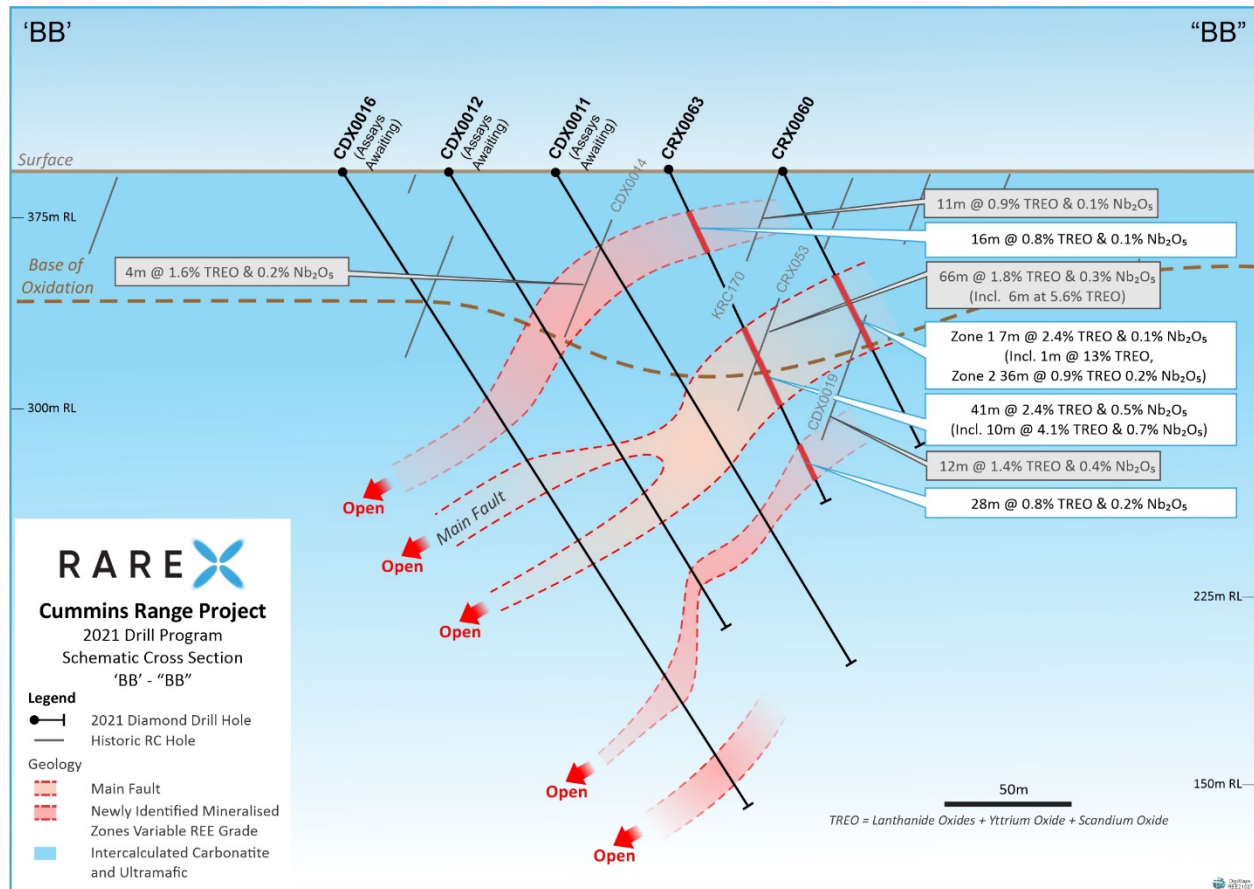 ‘BB’
“BB”
CDX0016
(Assays
Awaiting)
CDX0012
(Assays
Awaiting)
CDX0011
(Assays
Awaiting)
CRX0063
CRX0060
Surface
375m RL
Base of
Oxidation
300m RL
225m RL
150m RL
CDX0014
KRC170
CRX053
CDX0019
4m @ 1.6% TREO & 0.2% Nb₂O₅
11m @ 0.9% TREO & 0.1% Nb₂O₅
16m @ 0.8% TREO & 0.1% Nb₂O₅
66m @ 1.8% TREO & 0.3% Nb₂O₅
(Incl. 6m at 5.6% TREO)
Zone 1 7m @ 2.4% TREO & 0.1% Nb₂O₅
(Incl. 1m @ 13% TREO,
Zone 2 36m @ 0.9% TREO 0.2% Nb₂O₅)
41m @ 2.4% TREO & 0.5% Nb₂O₅
(Incl. 10m @ 4.1% TREO & 0.7% Nb₂O₅)
12m @ 1.4% TREO & 0.4% Nb₂O₅
28m @ 0.8% TREO & 0.2% Nb₂O₅
Open
Main Fault
Open
Open
Open
Open
RAREX
Cummins Range Project
2021 Drill Program
Schematic Cross Section
‘BB’ - “BB”
Legend
2021 Diamond Drill Hole
Historic RC Hole
Geology
Main Fault
Newly Identified Mineralised
Zones Variable REE Grade
Intercalculated Carbonatite
and Ultramafic
50m
TREO = Lanthanide Oxides + Yttrium Oxide + Scandium Oxide